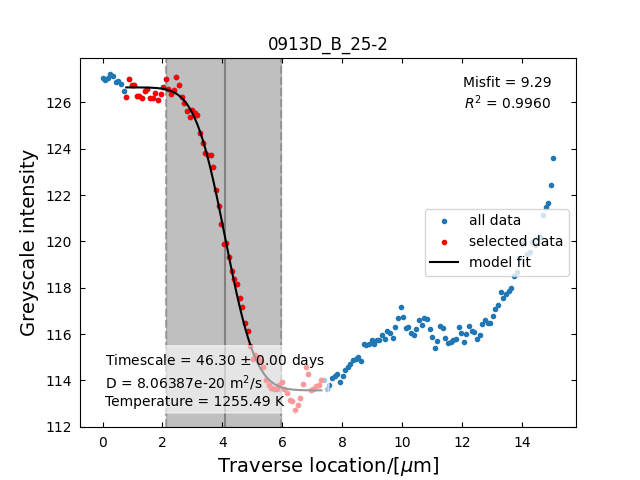 0913D_B_25-2
Misfit = 9.29
R² = 0.9960
Greyscale intensity
126
124
122
120
118
116
114
112
all data
selected data
model fit
Timescale = 46.30 ± 0.00 days
D = 8.06387e-20 m²/s
Temperature = 1255.49 K
0 2 4 6 8 10 12 14
Traverse location/[μm]